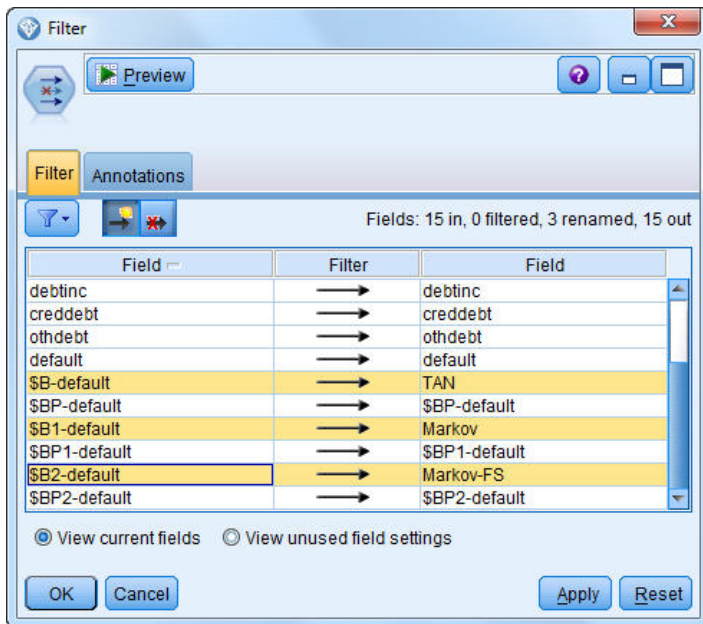 Filter
Preview
?
Filter Annotations
Fields: 15 in, 0 filtered, 3 renamed, 15 out
Field Filter Field
debtinc debtinc
creddebt creddebt
othdebt othdebt
default default
$B-default TAN
$BP-default $BP-default
$B1-default Markov
$BP1-default $BP1-default
$B2-default Markov-FS
$BP2-default $BP2-default
View current fields View unused field settings
OK Cancel Apply Reset